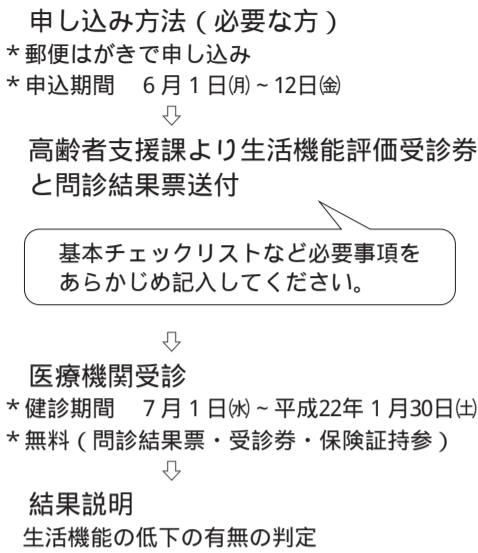 申し込み方法（必要な方）
＊郵便はがきで申し込み
＊申込期間　６月１日㈪～12日㈮
⇩
高齢者支援課より生活機能評価受診券
と問診結果票送付
基本チェックリストなど必要事項を
あらかじめ記入してください。
⇩
医療機関受診
＊健診期間　７月１日㈬～平成22年１月30日㈯
＊無料（問診結果票・受診券・保険証持参）
⇩
結果説明
生活機能の低下の有無の判定